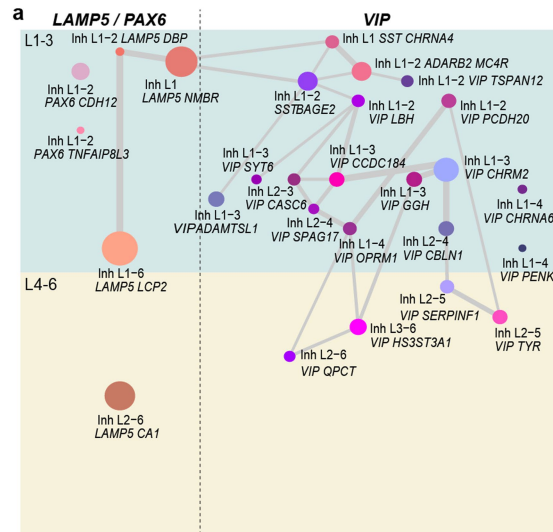 a
LAMP5 / PAX6
VIP
L1-3
Inh L1-2 LAMP5 DBP
Inh L1 SST CHRNA4
Inh L1-2
PAX6 CDH12
Inh L1
LAMP5 NMBR
Inh L1-2 ADARB2 MC4R
Inh L1-2 VIP TSPAN12
Inh L1-2
SST BAGE2
Inh L1-2
VIP LBH
Inh L1-2
VIP PCDH20
Inh L1-2
PAX6 TNFAIP8L3
Inh L1-3
VIP SYT6
Inh L1-3
VIP CCDC184
Inh L1-3
VIP CHRM2
Inh L2-3
VIP CASC6
Inh L1-3
VIP GGH
Inh L1-4
VIP CHRNA6
Inh L1-3
VIP ADAMTSL1
Inh L2-4
VIP SPAG17
Inh L1-4
VIP OPRM1
Inh L2-4
VIP CBLN1
Inh L1-4
VIP PENK
Inh L1-6
LAMP5 LCP2
L4-6
Inh L2-5
VIP SERPINF1
Inh L3-6
VIP HS3ST3A1
Inh L2-5
VIP TYR
Inh L2-6
VIP QPCT
Inh L2-6
LAMP5 CA1